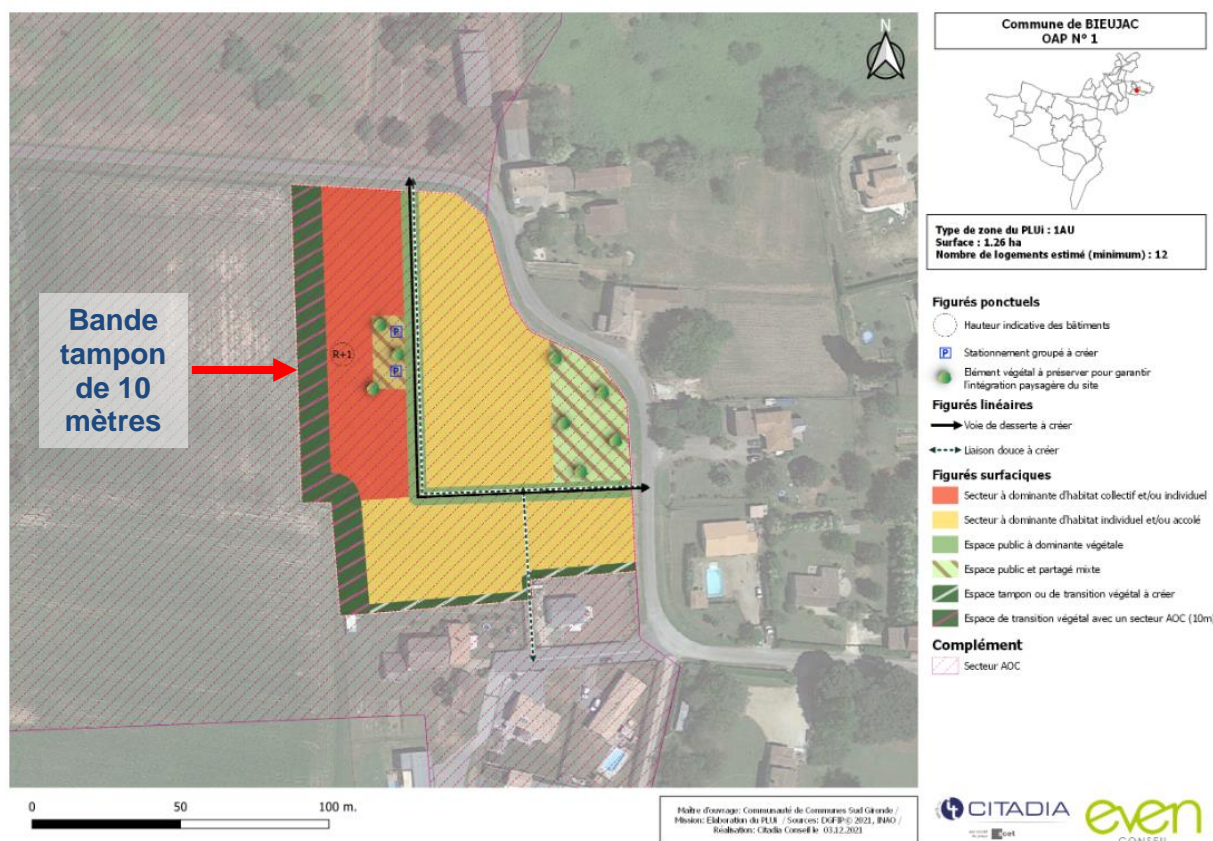 N
Bande
tampon
de 10
mètres
R+1
P
P
0 50 100 m.
Commune de BIEUJAC
OAP N° 1
Type de zone du PLUi : 1AU
Surface : 1.26 ha
Nombre de logements estimé (minimum) : 12
Figurés ponctuels
Hauteur indicative des bâtiments
P Stationnement groupé à créer
Elément végétal à préserver pour garantir
l'intégration paysagère du site
Figurés linéaires
Voie de desserte à créer
Liaison douce à créer
Figurés surfaciques
Secteur à dominante d'habitat collectif et/ou individuel
Secteur à dominante d'habitat individuel et/ou accolé
Espace public à dominante végétale
Espace public et partagé mixte
Espace tampon ou de transition végétal à créer
Espace de transition végétal avec un secteur AOC (10m
Complément
Secteur AOC
Maître d'ouvrage: Communauté de Communes Sud Gironde /
Mission: Elaboration du PLUi / Sources: DGFIP© 2021, INAO /
Réalisation: Citadia Conseil le 03.12.2021
CITADIA
even
CONSEIL